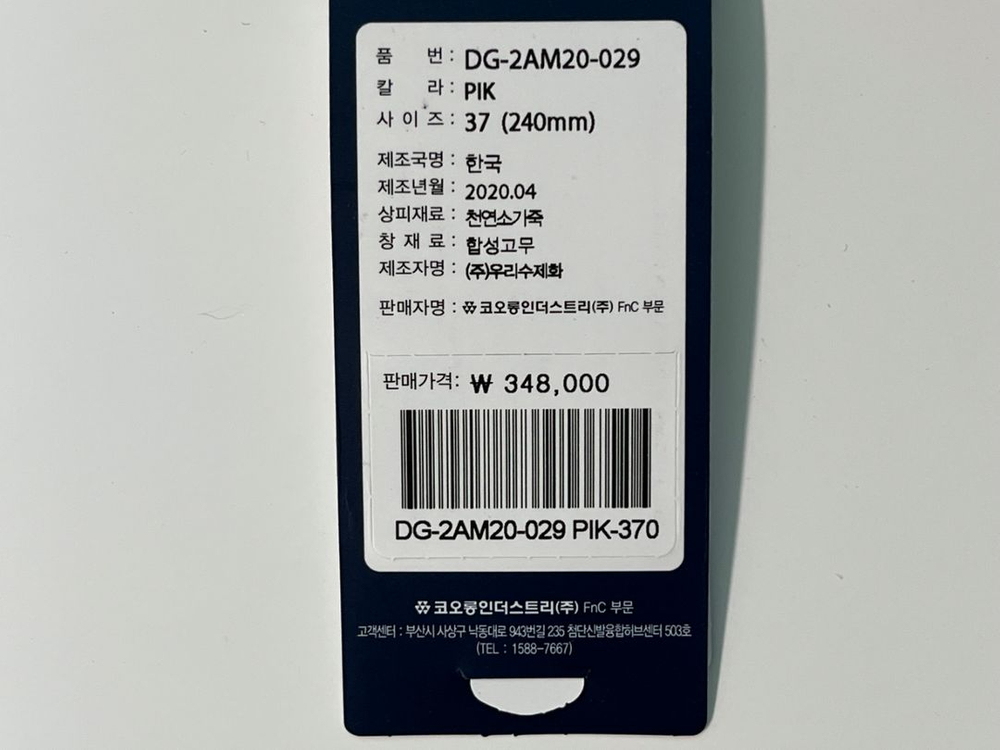 품 번 : DG-2AM20-029
칼 라 : PIK
사 이 즈 : 37 (240mm)
제조국명 : 한국
제조년월 : 2020.04
상피재료 : 천연소가죽
창 재 료 : 합성고무
제조자명 : (주)우리수제화
판매자명 : 코오롱인더스트리(주) FnC 부문
판매가격: ₩ 348,000
DG-2AM20-029 PIK-370
코오롱인더스트리(주) FnC 부문
고객센터 : 부산시 사상구 낙동대로 943번길 235 첨단신발융합허브센터 503호
(TEL : 1588-7667)